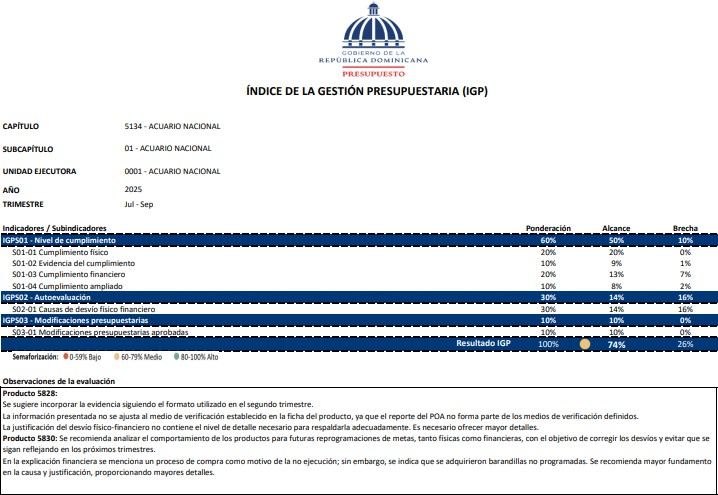 GOBIERNO DE LA
REPÚBLICA DOMINICANA
PRESUPUESTO
ÍNDICE DE LA GESTIÓN PRESUPUESTARIA (IGP)
CAPÍTULO 5134 - ACUARIO NACIONAL
SUBCAPÍTULO 01 - ACUARIO NACIONAL
UNIDAD EJECUTORA 0001 - ACUARIO NACIONAL
AÑO 2025
TRIMESTRE Jul - Sep
Indicadores / Subindicadores Ponderación Alcance Brecha
IGPS01 - Nivel de cumplimiento 60% 50% 10%
S01-01 Cumplimiento físico 20% 20% 0%
S01-02 Evidencia del cumplimiento 10% 9% 1%
S01-03 Cumplimiento financiero 20% 13% 7%
S01-04 Cumplimiento ampliado 10% 8% 2%
IGPS02 - Autoevaluación 30% 14% 16%
S02-01 Causas de desvío físico financiero 30% 14% 16%
IGPS03 - Modificaciones presupuestarias 10% 10% 0%
S03-01 Modificaciones presupuestarias aprobadas 10% 10% 0%
Resultado IGP 100% 74% 26%
Semaforización: 0-59% Bajo 60-79% Medio 80-100% Alto
Observaciones de la evaluación
Producto 5828:
Se sugiere incorporar la evidencia siguiendo el formato utilizado en el segundo trimestre.
La información presentada no se ajusta al medio de verificación establecido en la ficha del producto, ya que el reporte del POA no forma parte de los medios de verificación definidos.
La justificación del desvío físico-financiero no contiene el nivel de detalle necesario para respaldarla adecuadamente. Es necesario ofrecer mayor detalles.
Producto 5830: Se recomienda analizar el comportamiento de los productos para futuras reprogramaciones de metas, tanto físicas como financieras, con el objetivo de corregir los desvíos y evitar que se
sigan reflejando en los próximos trimestres.
En la explicación financiera se menciona un proceso de compra como motivo de la no ejecución; sin embargo, se indica que se adquirieron barandillas no programadas. Se recomienda mayor fundamento
en la causa y justificación, proporcionando mayores detalles.